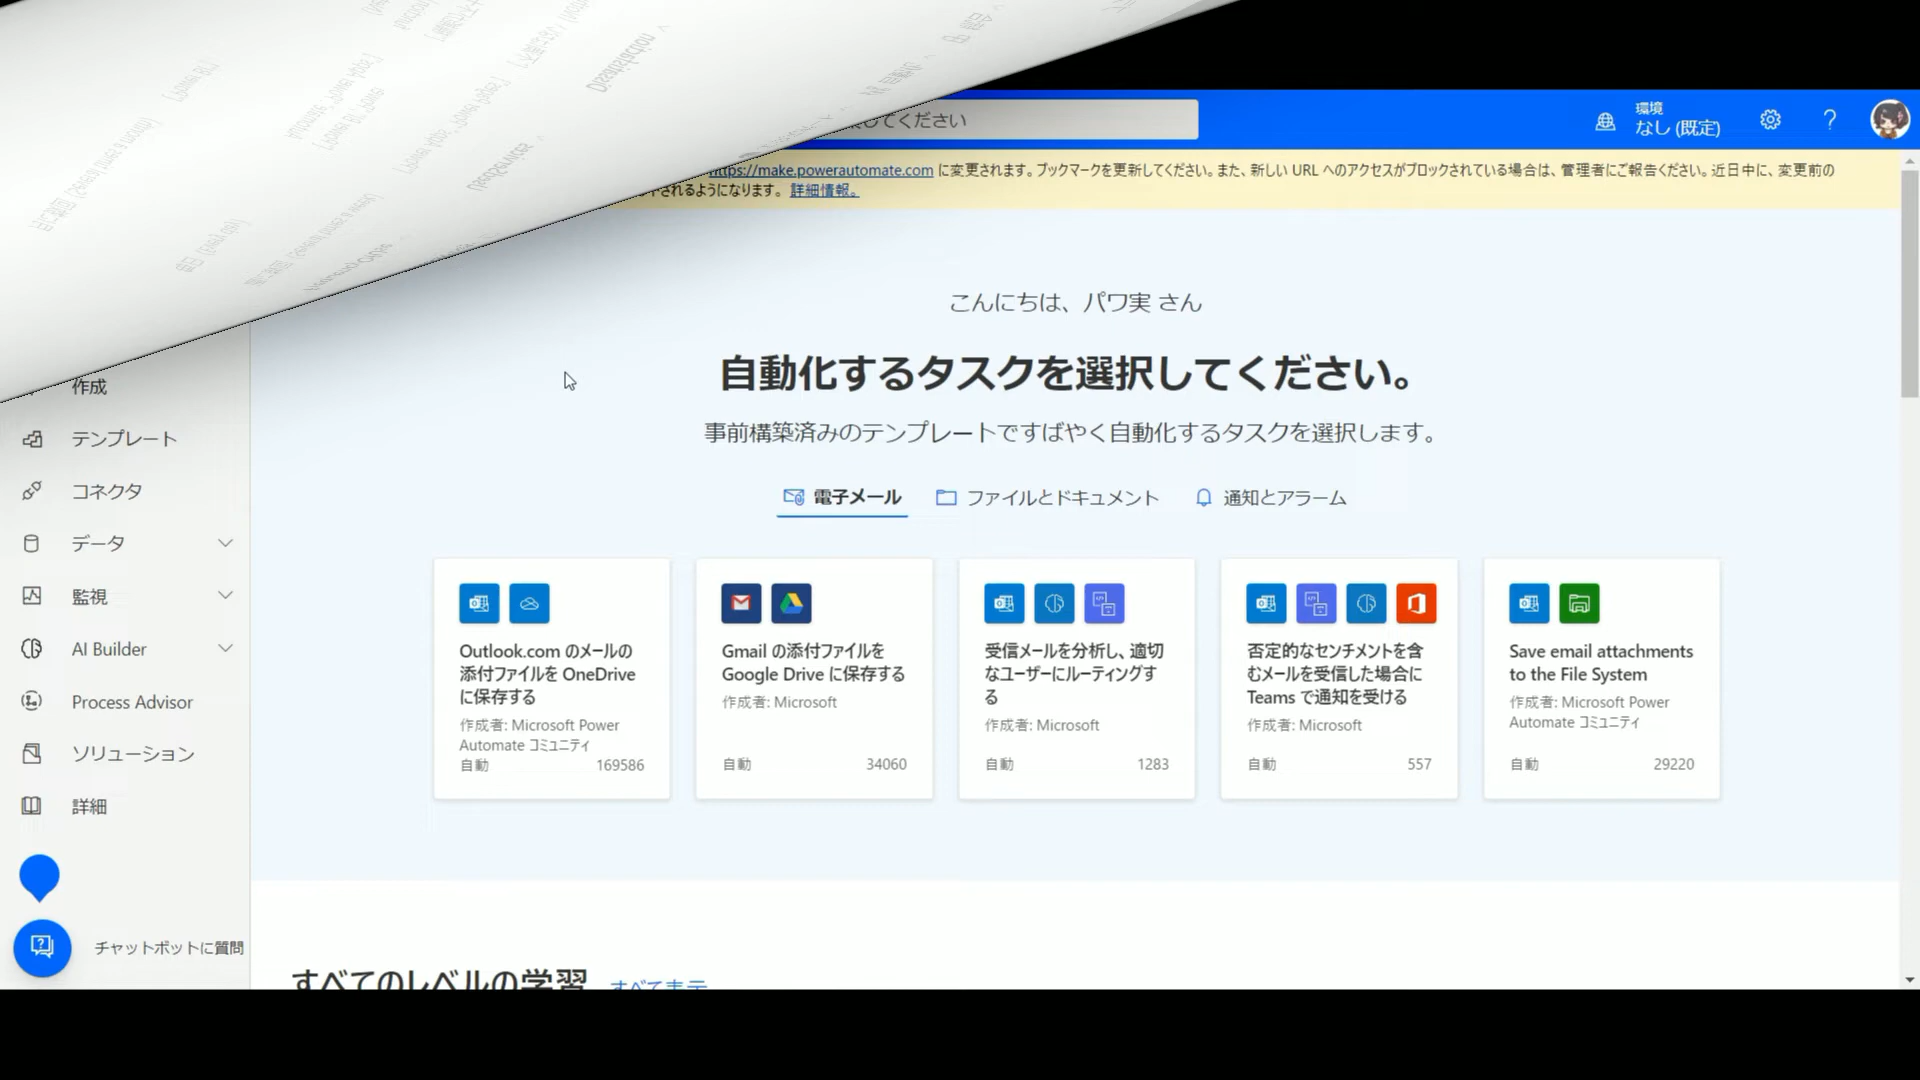 してください
環境
なし (既定)
https://make.powerautomate.com に変更されます。ブックマークを更新してください。また、新しい URL へのアクセスがブロックされている場合は、管理者にご報告ください。近日中に、変更前の
されるようになります。 詳細情報。
こんにちは、パワ実 さん
自動化するタスクを選択してください。
事前構築済みのテンプレートですばやく自動化するタスクを選択します。
電子メール ファイルとドキュメント 通知とアラーム
作成
テンプレート
コネクタ
データ
監視
AI Builder
Process Advisor
ソリューション
詳細
チャットボットに質問
Outlook.com のメールの
添付ファイルを OneDrive
に保存する
作成者: Microsoft Power
Automate コミュニティ
自動 169586
Gmail の添付ファイルを
Google Drive に保存する
作成者: Microsoft
自動 34060
受信メールを分析し、適切
なユーザーにルーティングす
る
作成者: Microsoft
自動 1283
否定的なセンチメントを含
むメールを受信した場合に
Teams で通知を受ける
作成者: Microsoft
自動 557
Save email attachments
to the File System
作成者: Microsoft Power
Automate コミュニティ
自動 29220
すべてのレベルの学習 すべて表示